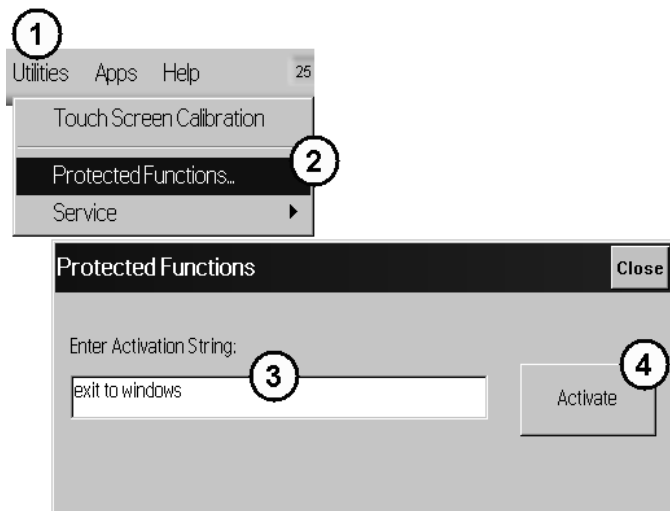 1
Utilities Apps Help 25
Touch Screen Calibration
2
Protected Functions...
Service
Protected Functions Close
Enter Activation String:
3
exit to windows
4
Activate